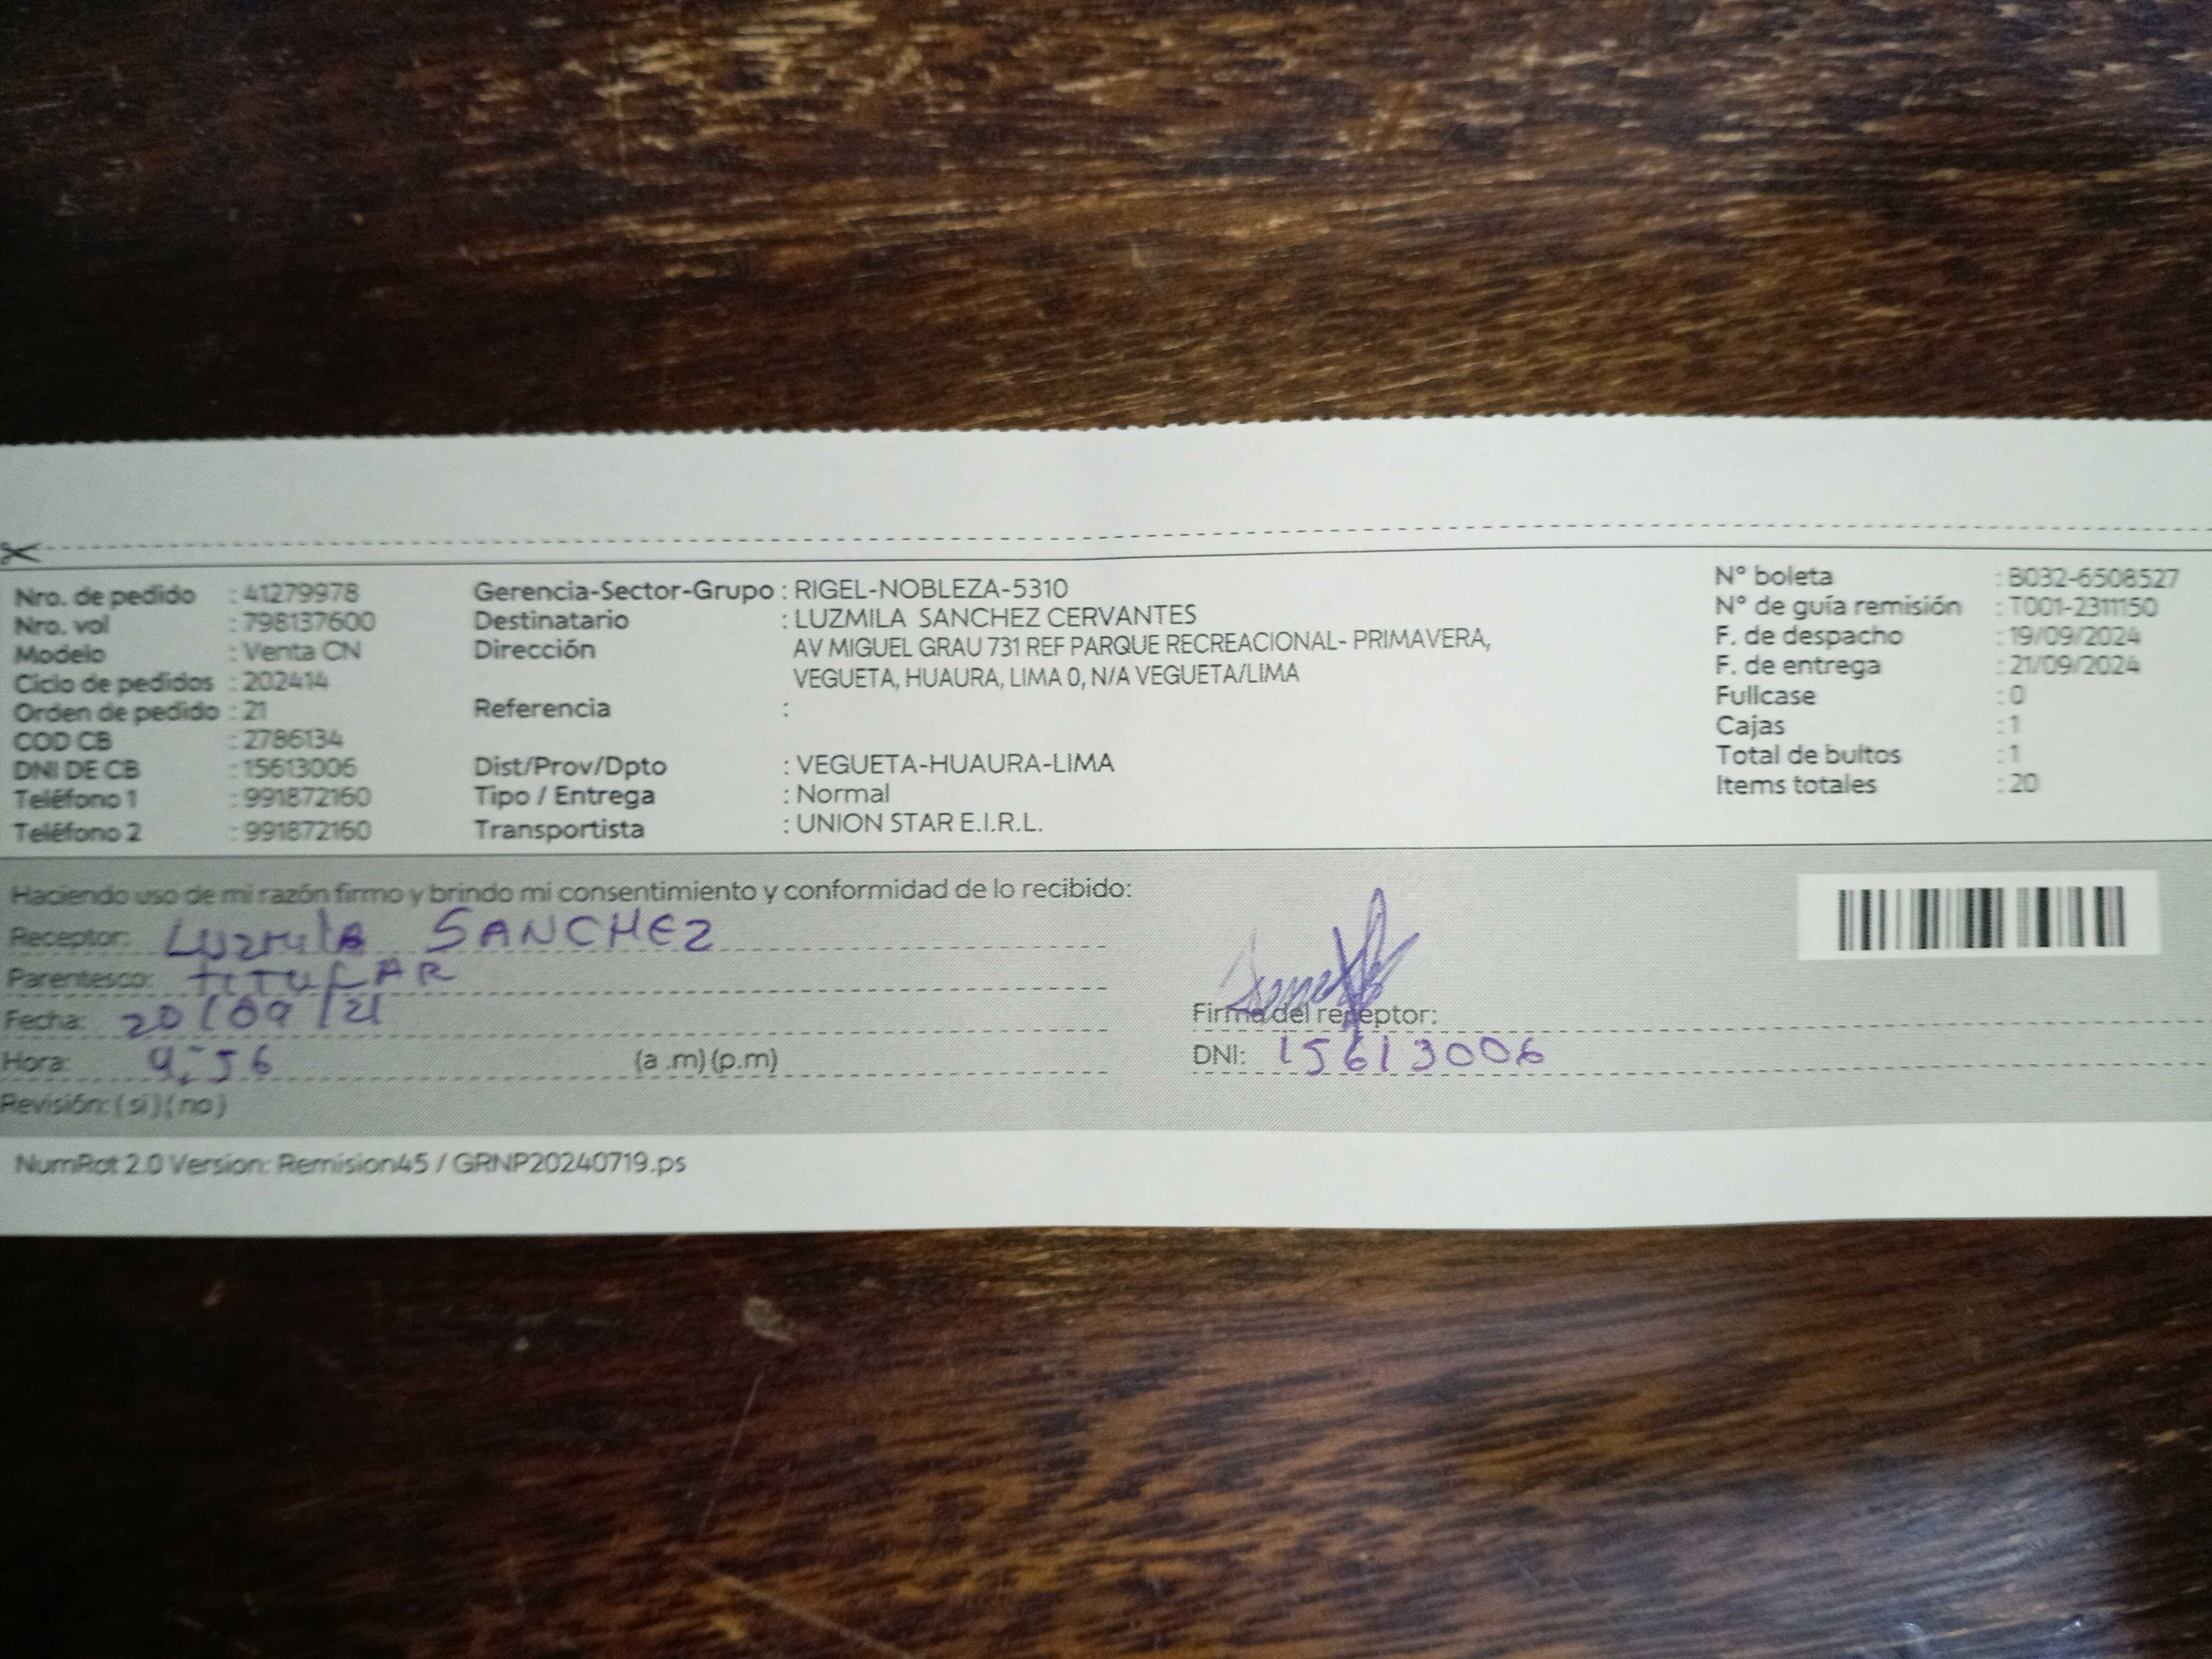 Nro. de pedido : 41279978
Nro. vol : 798137600
Modelo : Venta CN
Ciclo de pedidos : 202414
Orden de pedido : 21
COD CB : 2786134
DNI DE CB : 15613006
Teléfono 1 : 991872160
Teléfono 2 : 991872160
Gerencia-Sector-Grupo : RIGEL-NOBLEZA-5310
Destinatario : LUZMILA SANCHEZ CERVANTES
Dirección AV MIGUEL GRAU 731 REF PARQUE RECREACIONAL- PRIMAVERA,
VEGUETA, HUAURA, LIMA 0, N/A VEGUETA/LIMA
Referencia :
Dist/Prov/Dpto : VEGUETA-HUAURA-LIMA
Tipo / Entrega : Normal
Transportista : UNION STAR E.I.R.L.
N° boleta : B032-6508527
N° de guía remisión : T001-2311150
F. de despacho : 19/09/2024
F. de entrega : 21/09/2024
Fullcase : 0
Cajas : 1
Total de bultos : 1
Items totales : 20
Haciendo uso de mi razón firmo y brindo mi consentimiento y conformidad de lo recibido:
Receptor: LuzmilA SANCHEZ
Parentesco: TITULAR
Fecha: 20/09/21
Hora: 4:56 (a .m) (p.m)
Revisión: ( si ) ( no )
Firma del receptor:
DNI: 15613006
NumRot 2.0 Version: Remision45 / GRNP20240719.ps